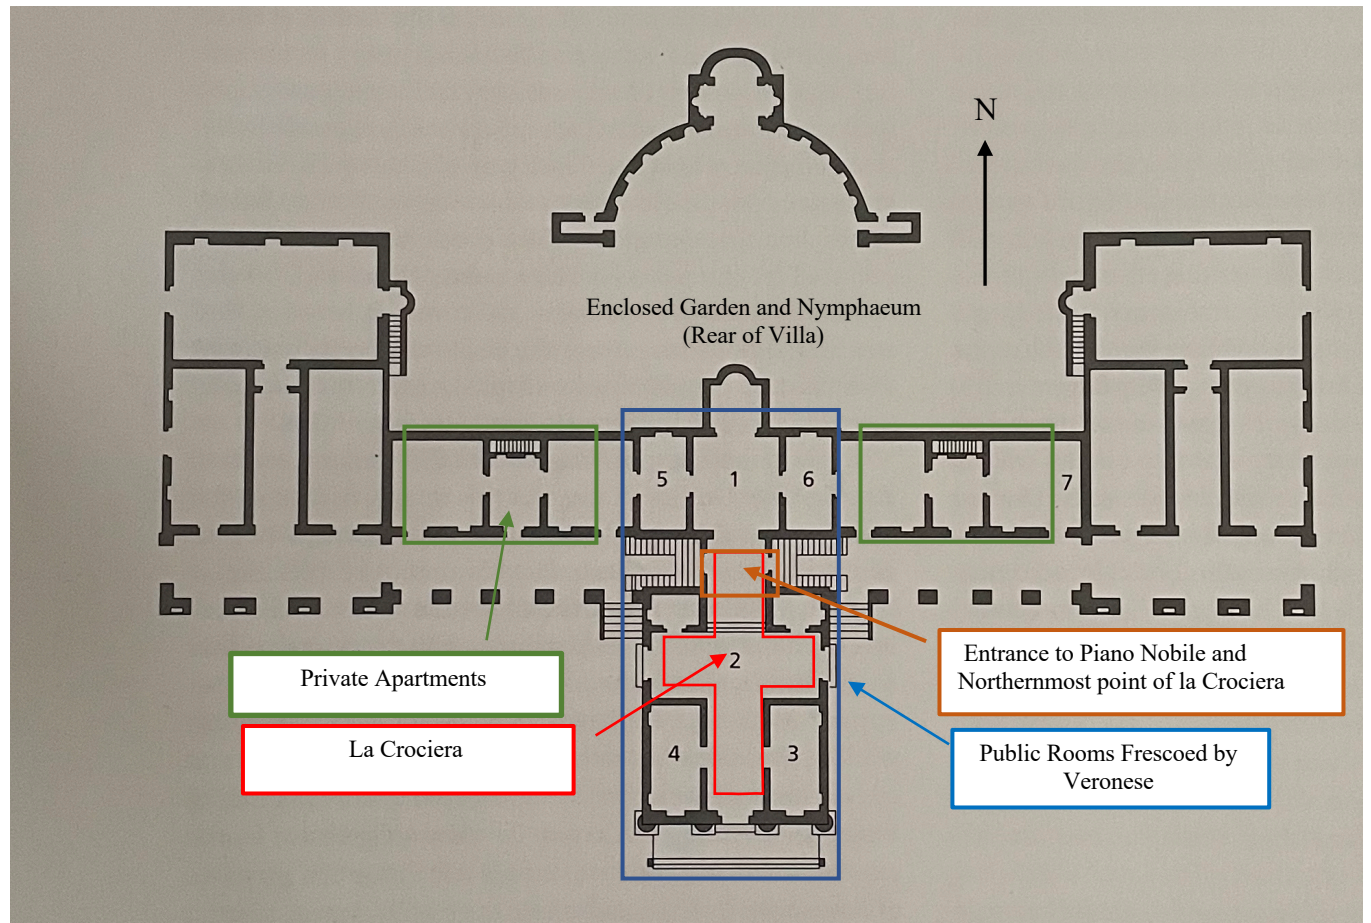 N
Enclosed Garden and Nymphaeum
(Rear of Villa)
5
1
6
7
2
Private Apartments
Entrance to Piano Nobile and
Northernmost point of la Crociera
La Crociera
4
3
Public Rooms Frescoed by
Veronese